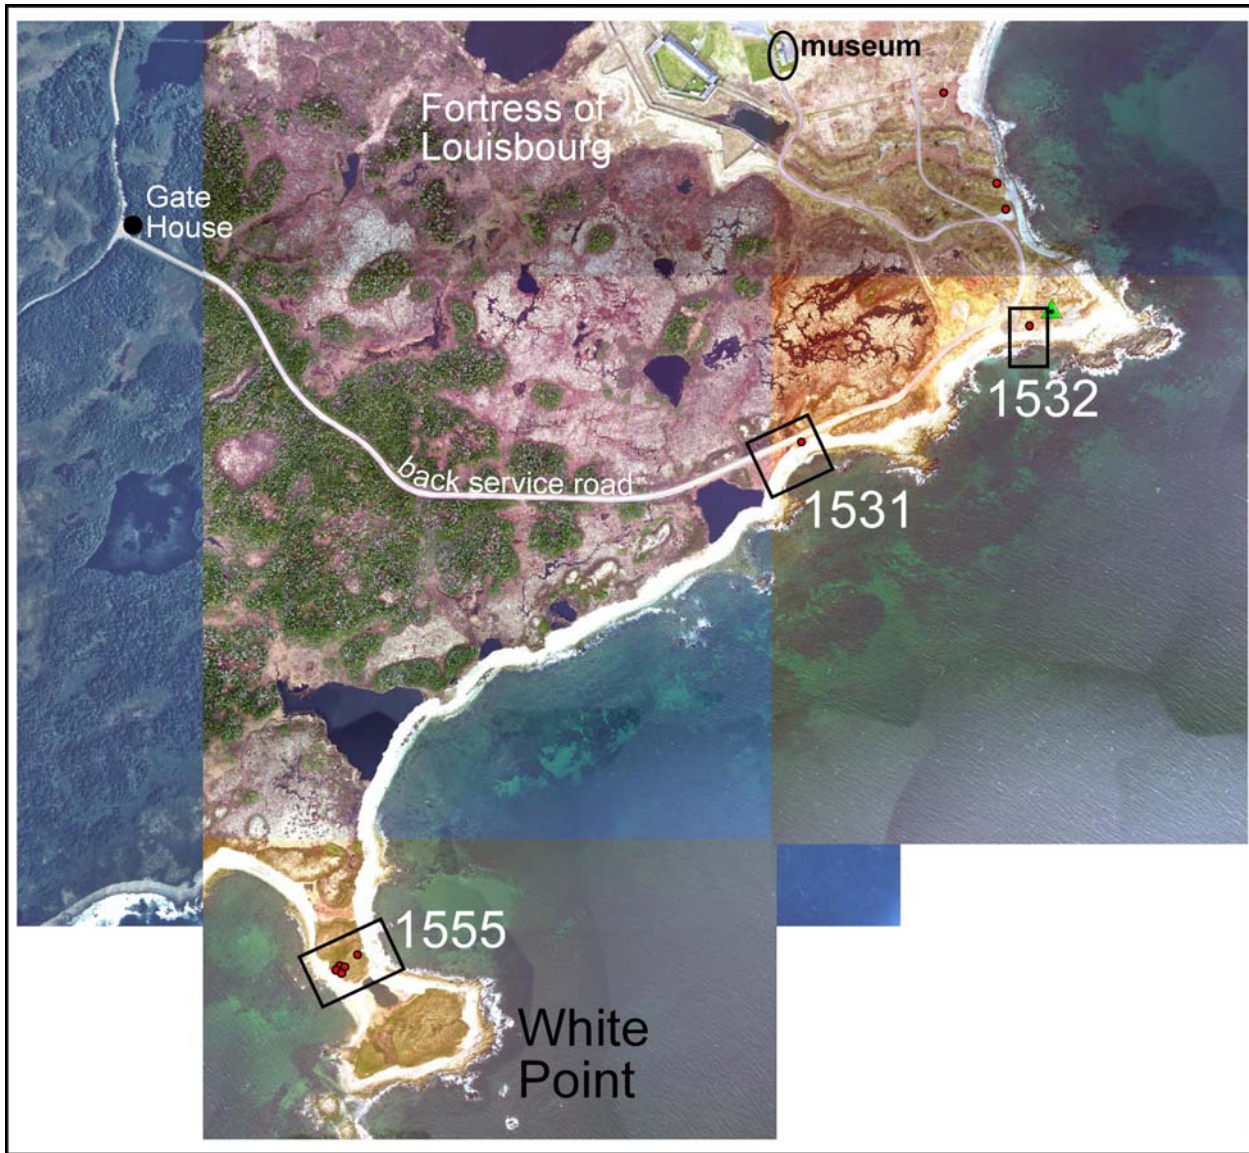 museum
Fortress of
Louisbourg
Gate
House
1532
back service road
1531
1555
White
Point